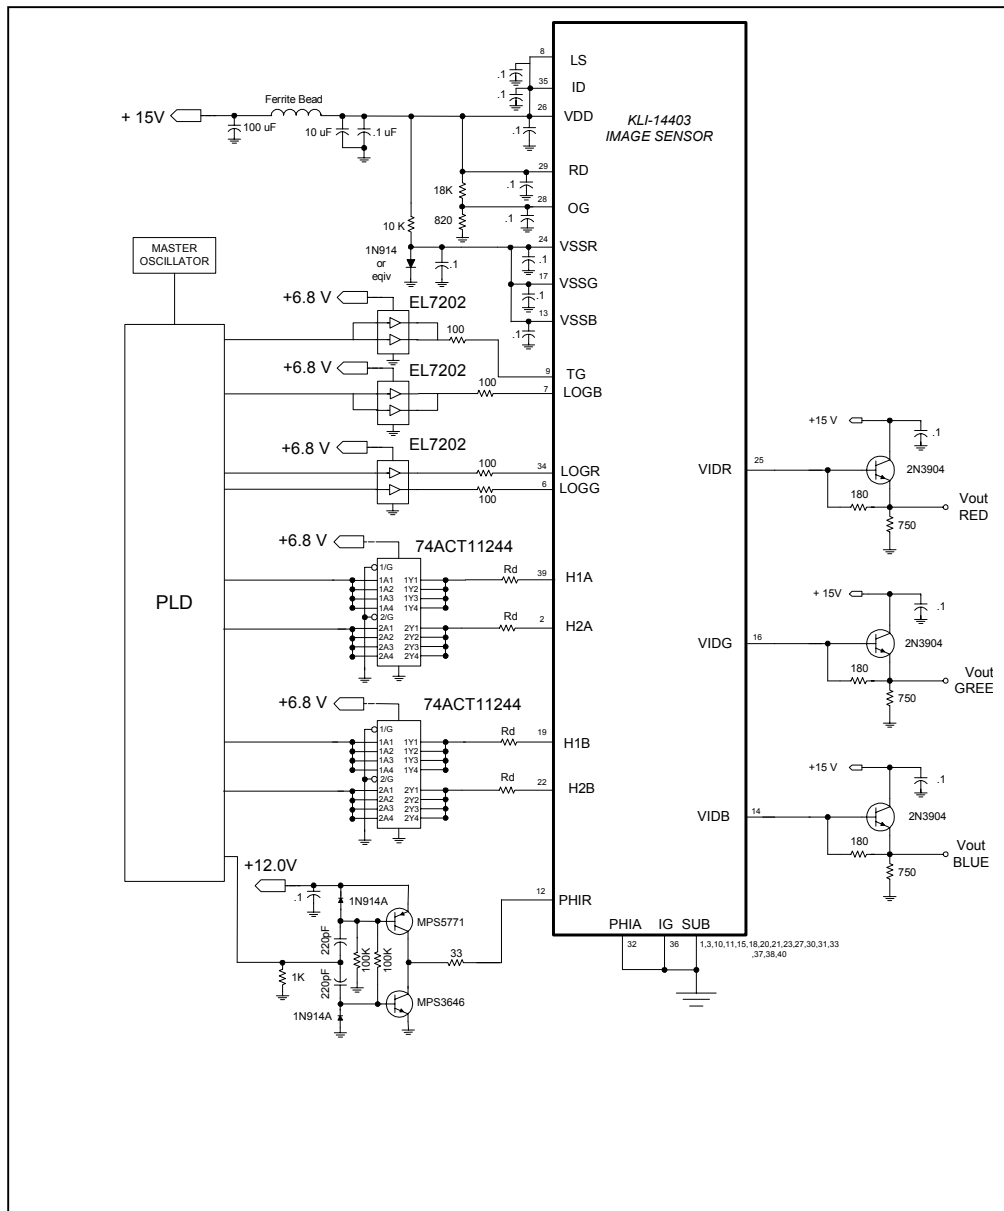 8
LS
.1
35
ID
.1
Ferrite Bead
26
VDD
+ 15V
100 uF
10 uF
.1 uF
.1
KLI-14403
IMAGE SENSOR
29
RD
.1
18K
28
OG
10 K
820
.1
24
VSSR
MASTER
OSCILLATOR
1N914
or
eqiv
.1
.1
17
VSSG
.1
+6.8 V
EL7202
13
VSSB
.1
100
TG
9
+6.8 V
EL7202
100
7
LOGB
+15 V
.1
+6.8 V
EL7202
100
34
LOGR
VIDR
25
2N3904
6
LOGG
100
180
Vout
RED
750
+6.8 V
74ACT11244
1/G
1A1
1Y1
1A2
1Y2
1A3
1Y3
1A4
1Y4
2/G
2A1
2Y1
2A2
2Y2
2A3
2Y3
2A4
2Y4
Rd
39
H1A
Rd
2
H2A
PLD
+ 15V
.1
VIDG
16
2N3904
180
Vout
GREE
750
+6.8 V
74ACT11244
1/G
1A1
1Y1
1A2
1Y2
1A3
1Y3
1A4
1Y4
2/G
2A1
2Y1
2A2
2Y2
2A3
2Y3
2A4
2Y4
Rd
19
H1B
Rd
22
H2B
+15 V
.1
VIDB
14
2N3904
180
Vout
BLUE
750
+12.0V
.1
1N914A
12
PHIR
MPS5771
220pF
100K
100K
33
1K
220pF
1N914A
MPS3646
PHIA
IG
SUB
32
36
1,3,10,11,15,18,20,21,23,27,30,31,33
,37,38,40